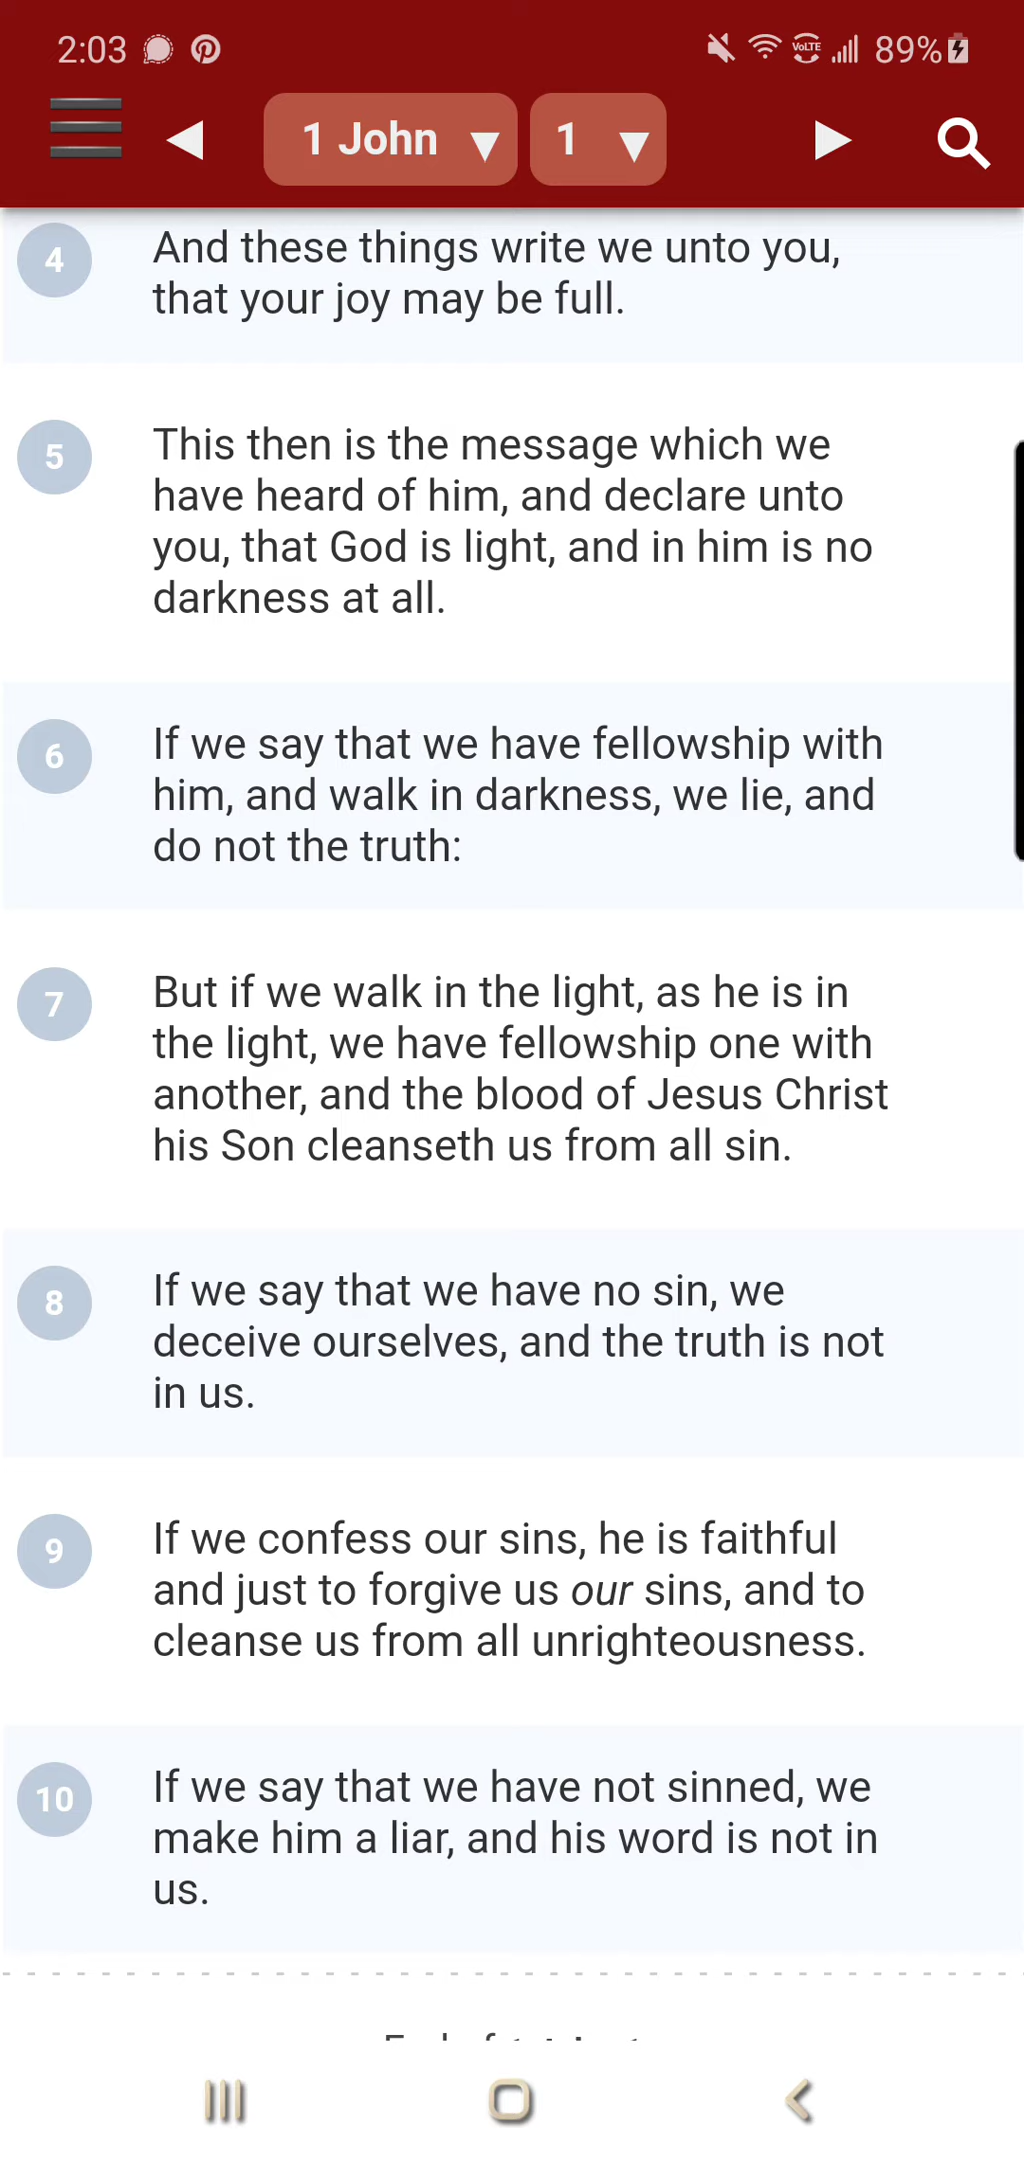 2:03 VoLTE 89%
1 John 1
4 And these things write we unto you,
that your joy may be full.
5 This then is the message which we
have heard of him, and declare unto
you, that God is light, and in him is no
darkness at all.
6 If we say that we have fellowship with
him, and walk in darkness, we lie, and
do not the truth:
7 But if we walk in the light, as he is in
the light, we have fellowship one with
another, and the blood of Jesus Christ
his Son cleanseth us from all sin.
8 If we say that we have no sin, we
deceive ourselves, and the truth is not
in us.
9 If we confess our sins, he is faithful
and just to forgive us our sins, and to
cleanse us from all unrighteousness.
10 If we say that we have not sinned, we
make him a liar, and his word is not in
us.